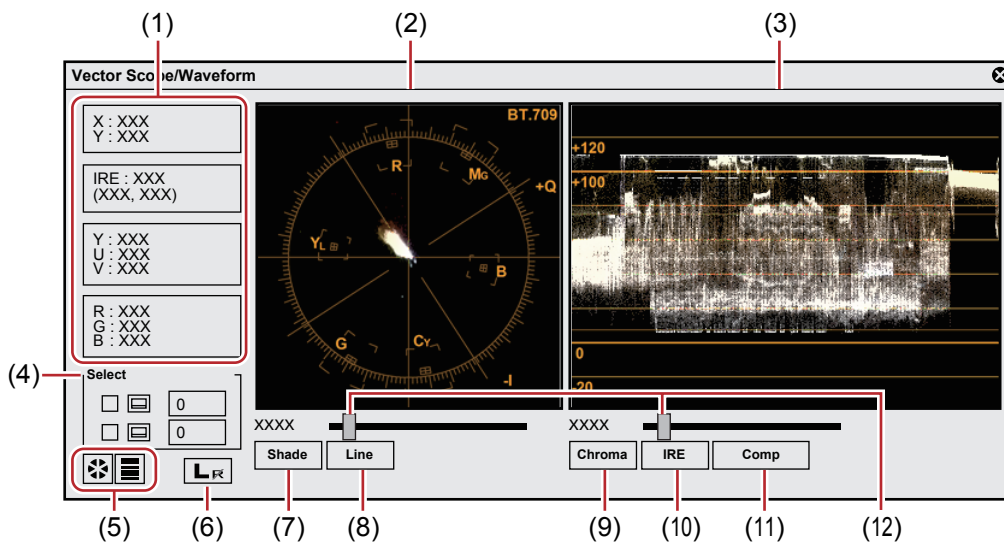 (1) (2) (3)
Vector Scope/Waveform
X : XXX
Y : XXX
IRE : XXX
(XXX, XXX)
Y : XXX
U : XXX
V : XXX
R : XXX
G : XXX
B : XXX
(4)
Select
0
0
BT.709
R
MG
+Q
YL
B
G
CY
-I
+120
+100
0
-20
XXXX
Shade Line
XXXX
Chroma IRE Comp
L R
(5) (6) (7) (8) (9) (10) (11) (12)